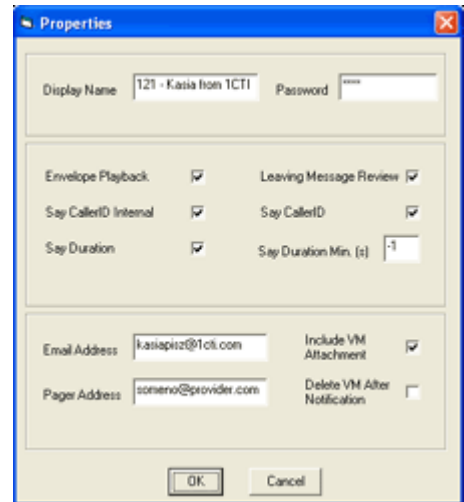 Properties
Display Name 121 - Kasia from 1CTI Password *****
Envelope Playback Leaving Message Review
Say CallerID Internal Say CallerID
Say Duration Say Duration Min. (s) -1
Email Address kasiapisz@1cti.com Include VM
Attachment
Pager Address someno@provider.com Delete VM After
Notification
OK Cancel